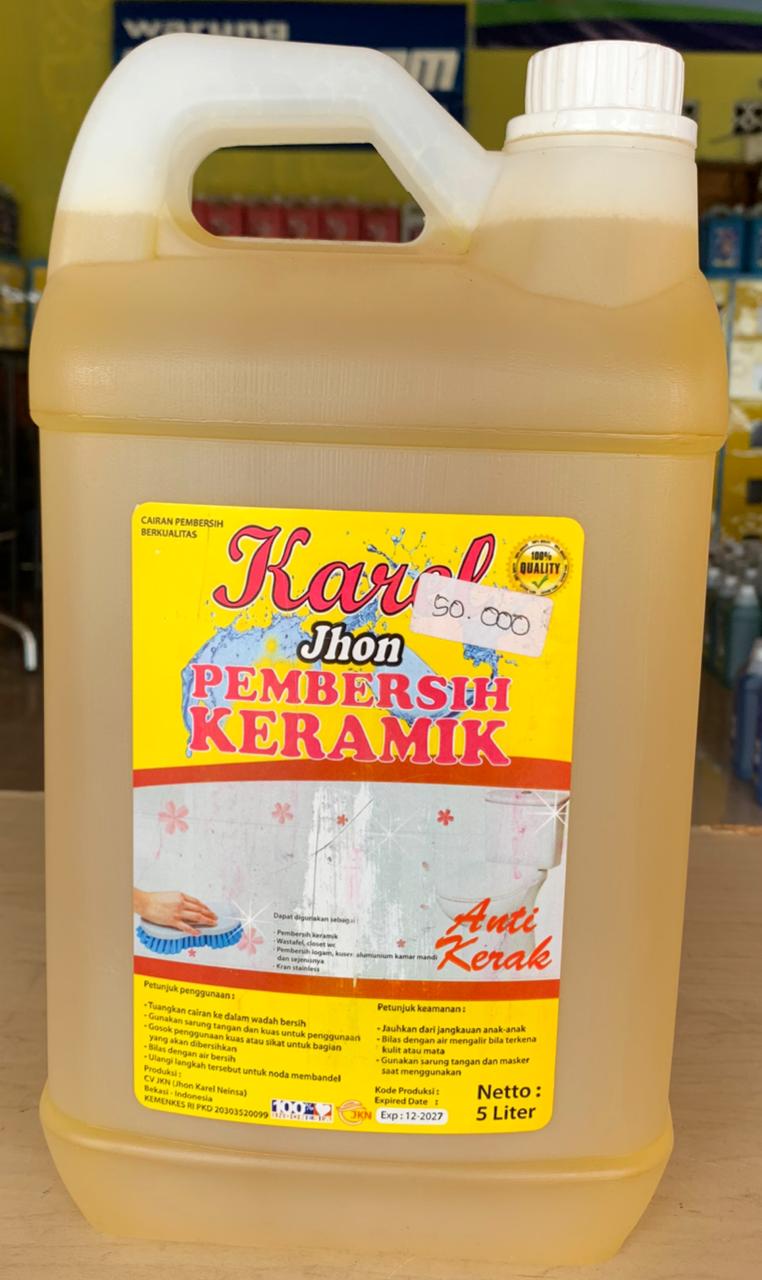 warung
CAIRAN PEMBERSIH
BERKUALITAS
Karel
50.000
100%
QUALITY
Jhon
PEMBERSIH
KERAMIK
Dapat digunakan sebagai :
- Pembersih keramik
- Wastafel, closet wc
- Pembersih logam, kusen alumunium kamar mandi
dan sejenisnya
- Kran stainless
Anti
Kerak
Petunjuk penggunaan :
- Tuangkan cairan ke dalam wadah bersih
- Gunakan sarung tangan dan kuas untuk penggunaan
- Gosok penggunaan kuas atau sikat untuk bagian
yang akan dibersihkan
- Bilas dengan air bersih
- Ulangi langkah tersebut untuk noda membandel
Produksi :
CV JKN (Jhon Karel Neinsa)
Bekasi - Indonesia
KEMENKES RI PKD 20303520099
100%
JKN
Petunjuk keamanan :
- Jauhkan dari jangkauan anak-anak
- Bilas dengan air mengalir bila terkena
kulit atau mata
- Gunakan sarung tangan dan masker
saat menggunakan
Kode Produksi :
Expired Date :
Exp : 12-2027
Netto :
5 Liter